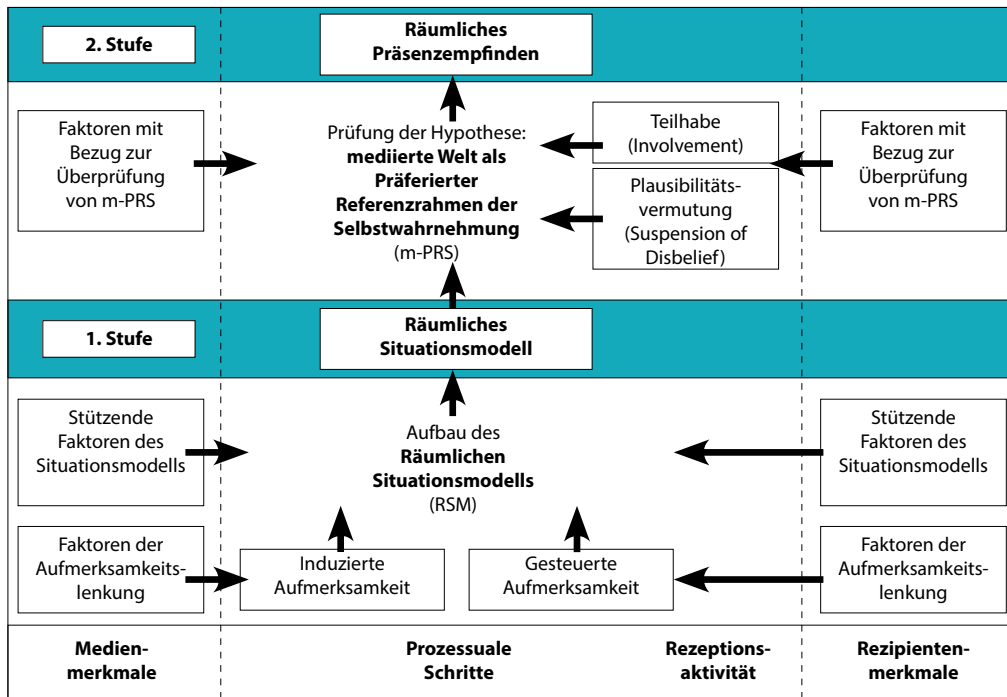 2. Stufe
Räumliches
Präsenzempfinden
Faktoren mit
Bezug zur
Überprüfung
von m-PRS
Prüfung der Hypothese:
mediierte Welt als
Präferierter
Referenzrahmen der
Selbstwahrnehmung
(m-PRS)
Teilhabe
(Involvement)
Plausibilitäts-
vermutung
(Suspension of
Disbelief)
Faktoren mit
Bezug zur
Überprüfung
von m-PRS
1. Stufe
Räumliches
Situationsmodell
Stützende
Faktoren des
Situationsmodells
Aufbau des
Räumlichen
Situationsmodells
(RSM)
Stützende
Faktoren des
Situationsmodells
Faktoren der
Aufmerksamkeits-
lenkung
Induzierte
Aufmerksamkeit
Gesteuerte
Aufmerksamkeit
Faktoren der
Aufmerksamkeits-
lenkung
Medien-
merkmale
Prozessuale
Schritte
Rezeptions-
aktivität
Rezipienten-
merkmale